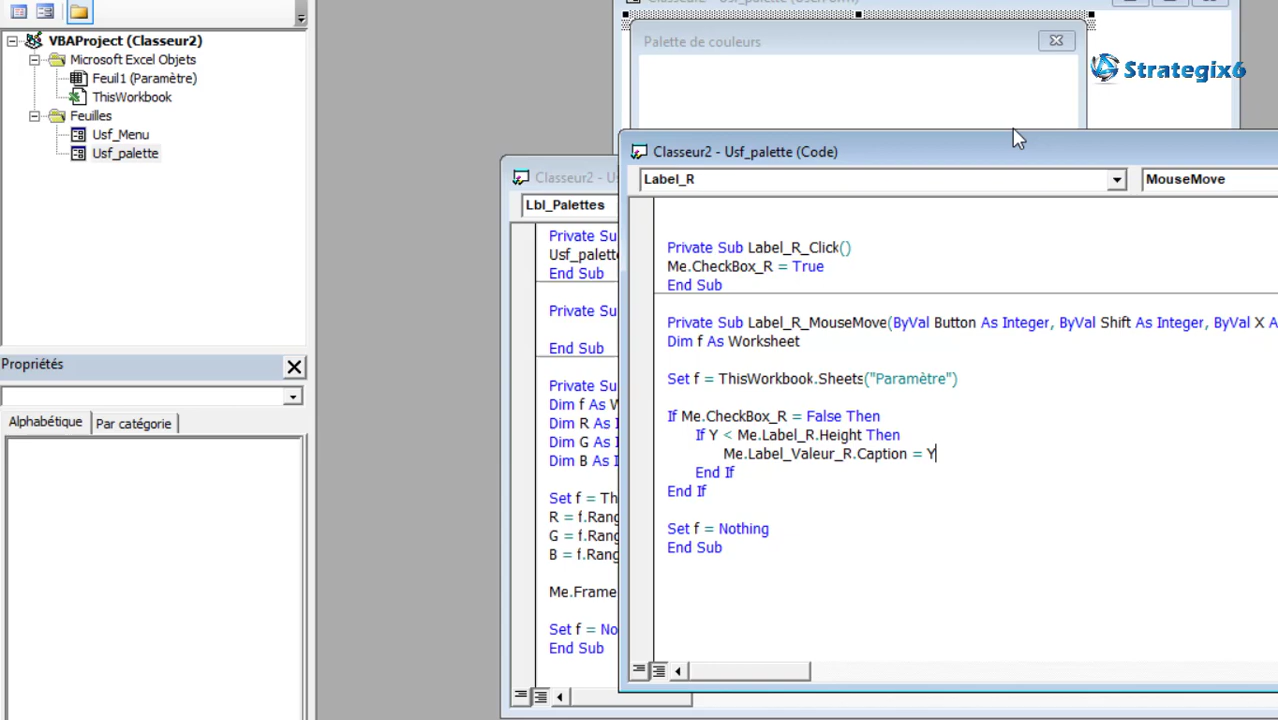 VBAProject (Classeur2)
Microsoft Excel Objets
Feuil1 (Paramètre)
ThisWorkbook
Feuilles
Usf_Menu
Usf_palette
Propriétés
Alphabétique
Par catégorie
Palette de couleurs
Strategix6
Classeur2 - Us
Lbl_Palettes
Private Su
Usf_palette
End Sub
Private Su
End Sub
Private Su
Dim f As W
Dim R As I
Dim G As I
Dim B As I
Set f = Th
R = f.Rang
G = f.Rang
B = f.Rang
Me.Frame
Set f = No
End Sub
Classeur2 - Usf_palette (Code)
Label_R
MouseMove
Private Sub Label_R_Click()
Me.CheckBox_R = True
End Sub
Private Sub Label_R_MouseMove(ByVal Button As Integer, ByVal Shift As Integer, ByVal X A
Dim f As Worksheet
Set f = ThisWorkbook.Sheets("Paramètre")
If Me.CheckBox_R = False Then
If Y < Me.Label_R.Height Then
Me.Label_Valeur_R.Caption = Y
End If
End If
Set f = Nothing
End Sub